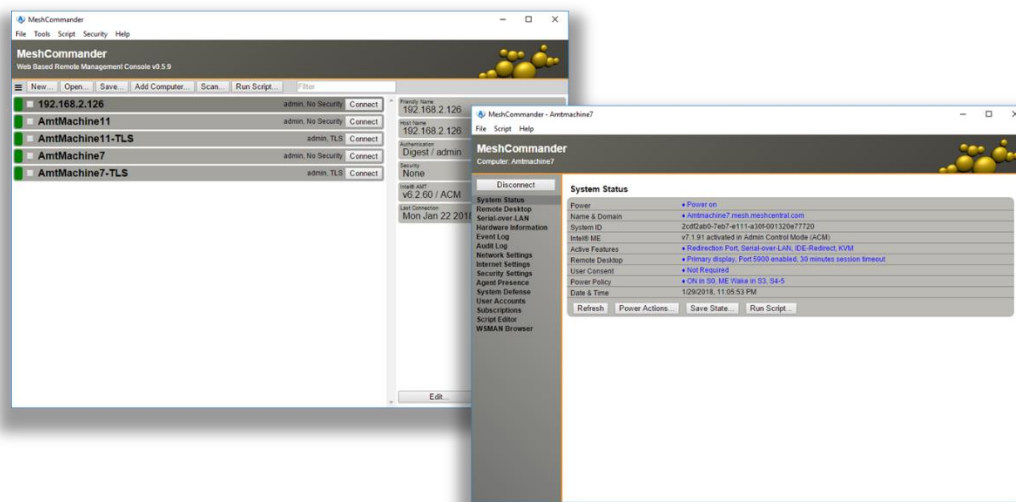 MeshCommander
File Tools Script Security Help
MeshCommander
Web Based Remote Management Console v0.5.9
New... Open... Save... Add Computer... Scan... Run Script... Filter
192.168.2.126 admin, No Security Connect
AmtMachine11 admin, No Security Connect
AmtMachine11-TLS admin, TLS Connect
AmtMachine7 admin, No Security Connect
AmtMachine7-TLS admin, TLS Connect
Friendly Name
192.168.2.126
Host Name
192.168.2.126
Authentication
Digest / admin
Security
None
Intel® AMT
v6.2.60 / ACM
Last Connection
Mon Jan 22 2018
Edit...
MeshCommander - Amtmachine7
File Script Help
MeshCommander
Computer: Amtmachine7
Disconnect
System Status
Remote Desktop
Serial-over-LAN
Hardware Information
Event Log
Audit Log
Network Settings
Internet Settings
Security Settings
Agent Presence
System Defense
User Accounts
Subscriptions
Script Editor
WSMAN Browser
System Status
Power • Power on
Name & Domain • Amtmachine7.mesh.meshcentral.com
System ID 2cdf2ab0-7eb7-e111-a30f-001320e77720
Intel® ME v7.1.91 activated in Admin Control Mode (ACM)
Active Features • Redirection Port, Serial-over-LAN, IDE-Redirect, KVM
Remote Desktop • Primary display, Port 5900 enabled, 30 minutes session timeout
User Consent • Not Required
Power Policy • ON in S0, ME Wake in S3, S4-5
Date & Time 1/29/2018, 11:05:53 PM
Refresh Power Actions... Save State... Run Script...